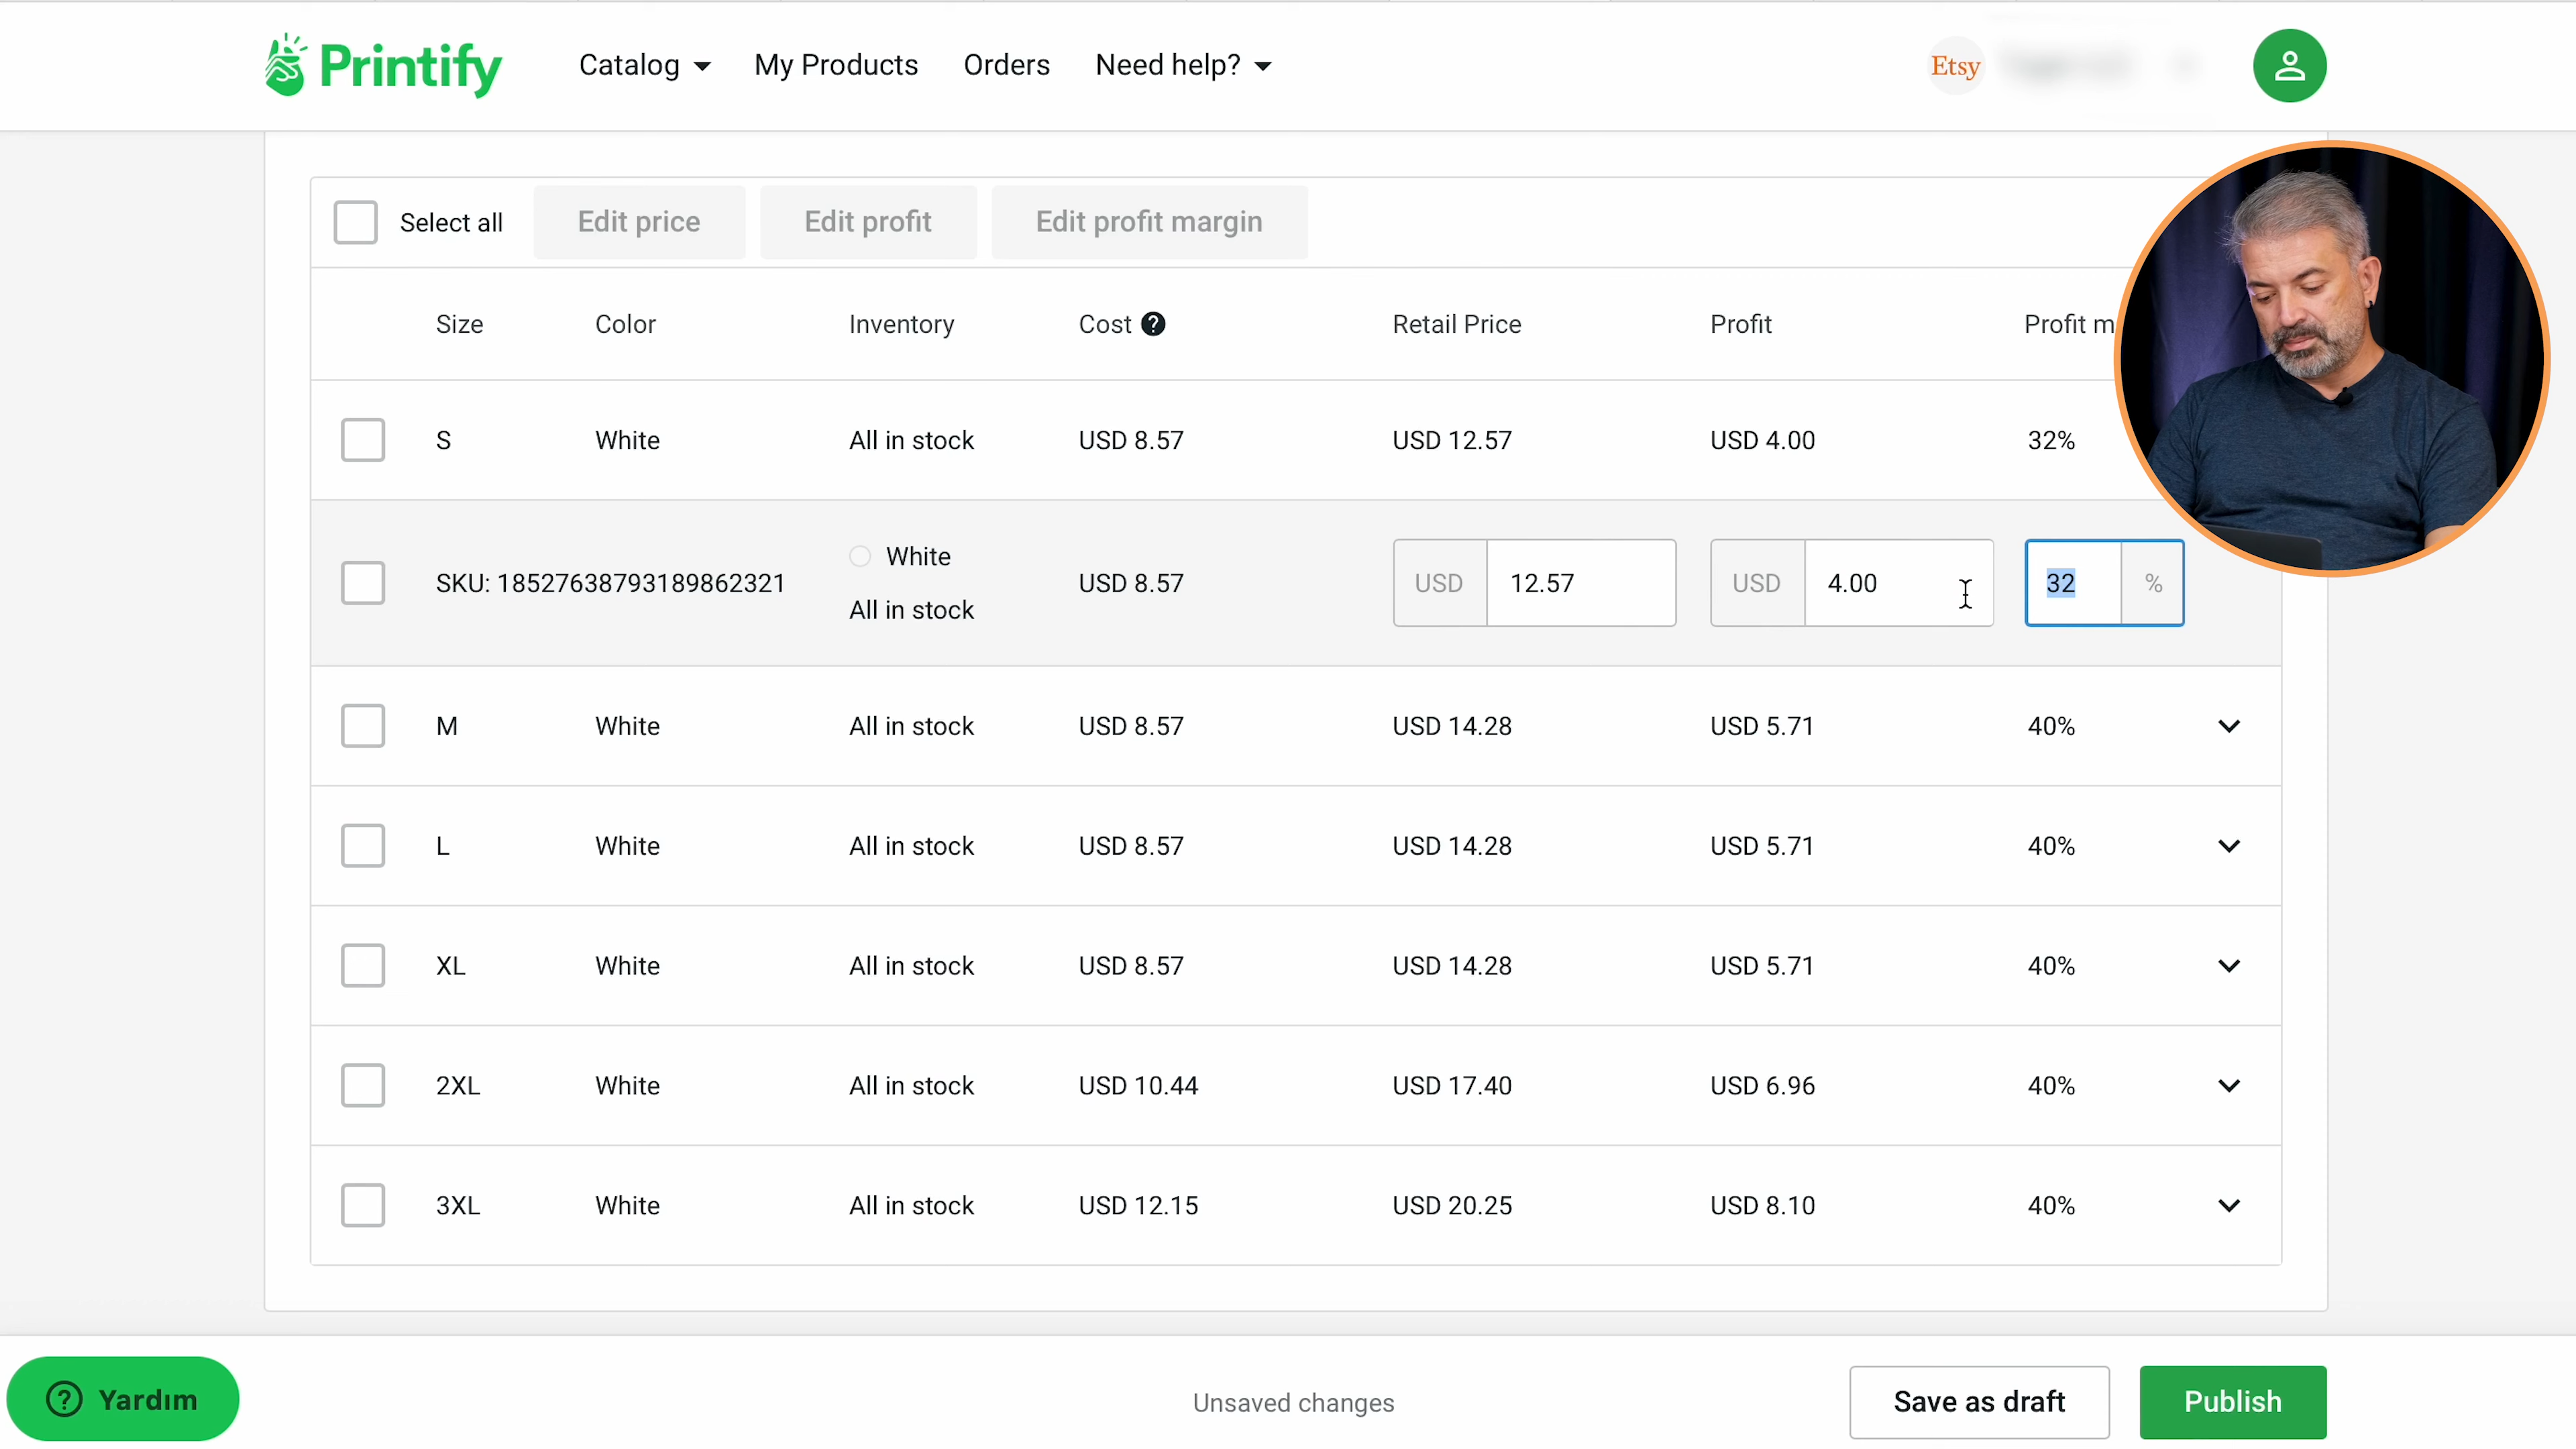 Printify
Catalog
My Products
Orders
Need help?
Etsy
Select all
Edit price
Edit profit
Edit profit margin
Size
Color
Inventory
Cost ?
Retail Price
Profit
Profit m
S White All in stock USD 8.57 USD 12.57 USD 4.00 32%
SKU: 18527638793189862321
White
All in stock
USD 8.57
USD 12.57
USD 4.00
32 %
M White All in stock USD 8.57 USD 14.28 USD 5.71 40%
L White All in stock USD 8.57 USD 14.28 USD 5.71 40%
XL White All in stock USD 8.57 USD 14.28 USD 5.71 40%
2XL White All in stock USD 10.44 USD 17.40 USD 6.96 40%
3XL White All in stock USD 12.15 USD 20.25 USD 8.10 40%
? Yardım
Unsaved changes
Save as draft
Publish